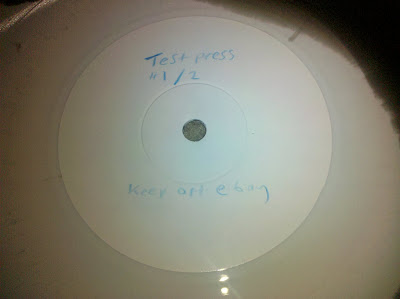 Test press
#1/2
Keep off ebay